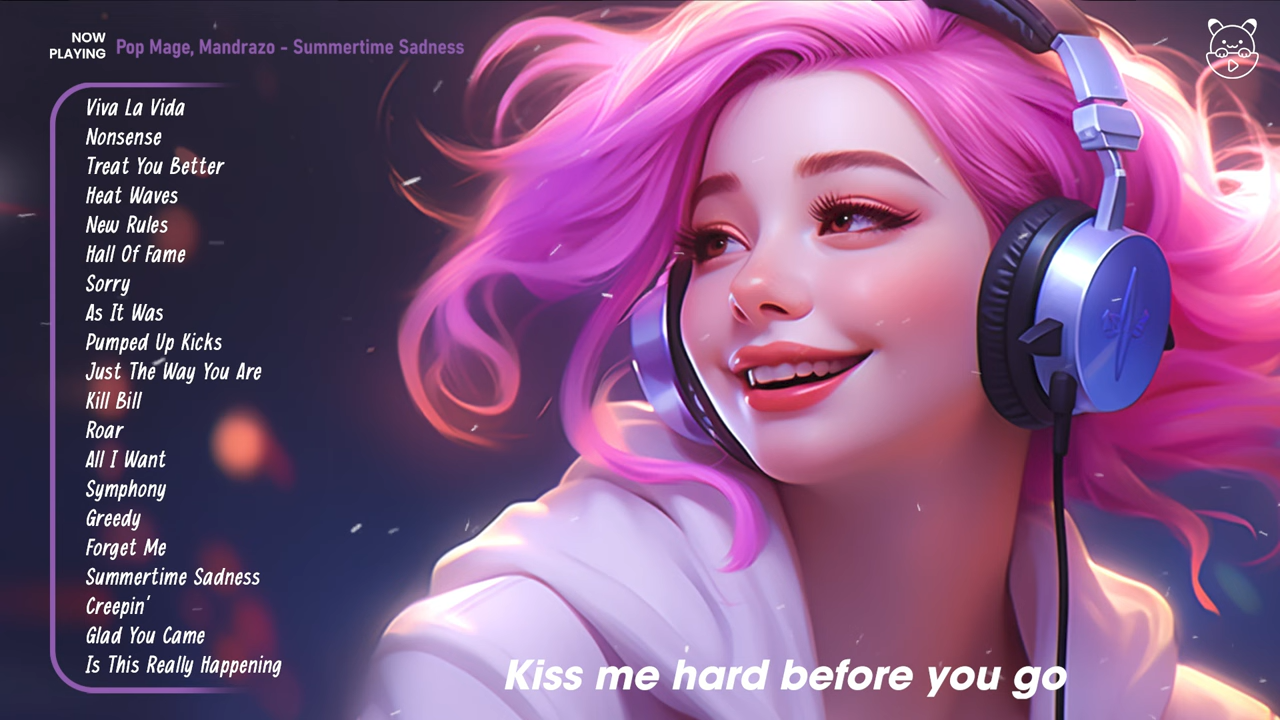 NOW
PLAYING
Pop Mage, Mandrazo - Summertime Sadness
Viva La Vida
Nonsense
Treat You Better
Heat Waves
New Rules
Hall Of Fame
Sorry
As It Was
Pumped Up Kicks
Just The Way You Are
Kill Bill
Roar
All I Want
Symphony
Greedy
Forget Me
Summertime Sadness
Creepin'
Glad You Came
Is This Really Happening
Kiss me hard before you go